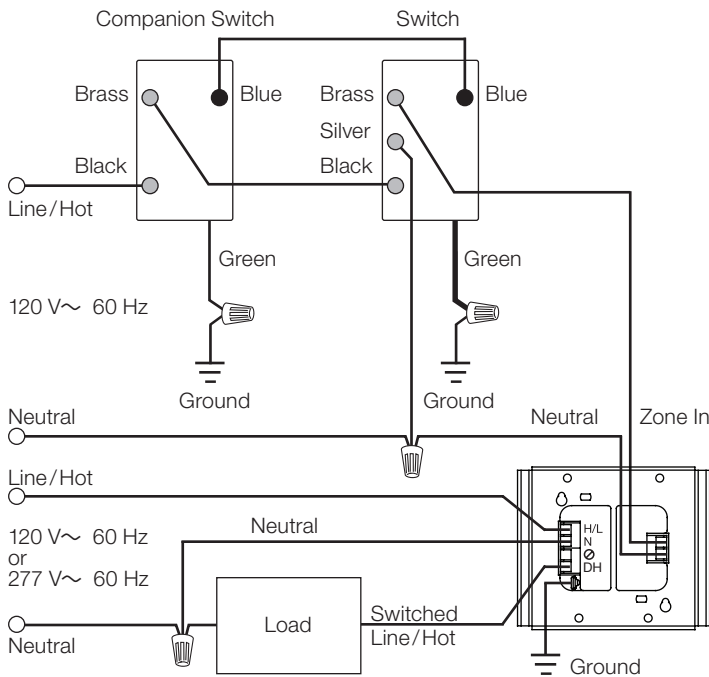 Companion Switch
Switch
Brass
Blue
Brass
Blue
Silver
Black
Black
Line/Hot
Green
Green
120 V~ 60 Hz
Ground
Ground
Neutral
Neutral
Zone In
Line/Hot
Neutral
120 V~ 60 Hz
or
277 V~ 60 Hz
H/L
N
DH
Load
Switched
Line/Hot
Neutral
Ground